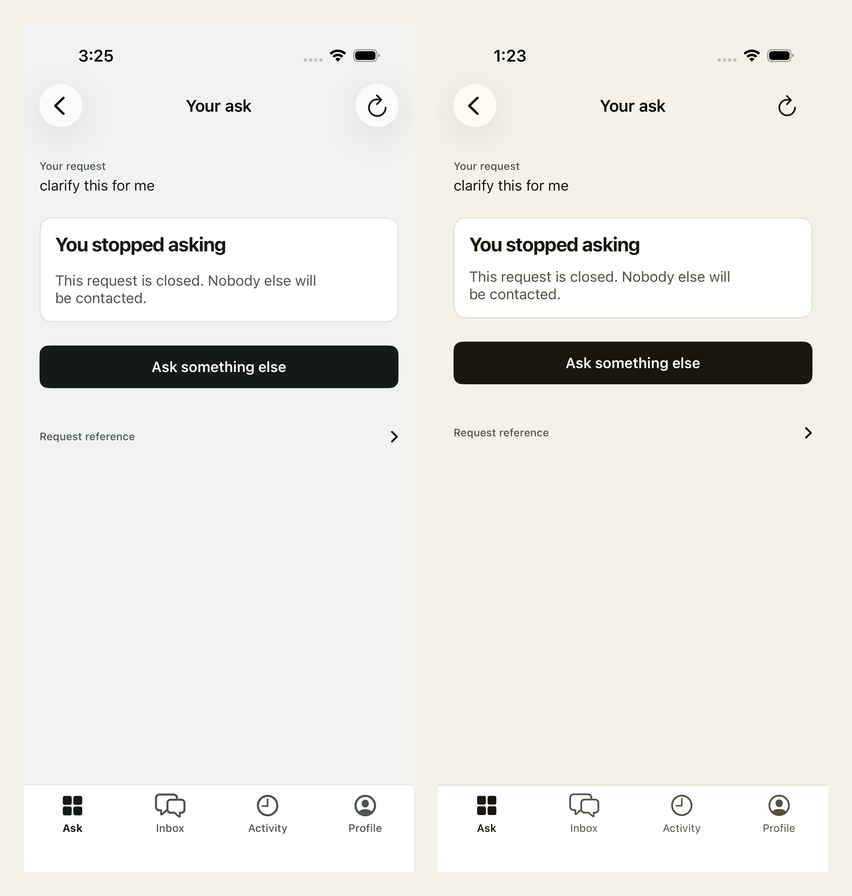 3:25
Your ask
Your request
clarify this for me
You stopped asking
This request is closed. Nobody else will
be contacted.
Ask something else
Request reference
Ask
Inbox
Activity
Profile
1:23
Your ask
Your request
clarify this for me
You stopped asking
This request is closed. Nobody else will
be contacted.
Ask something else
Request reference
Ask
Inbox
Activity
Profile